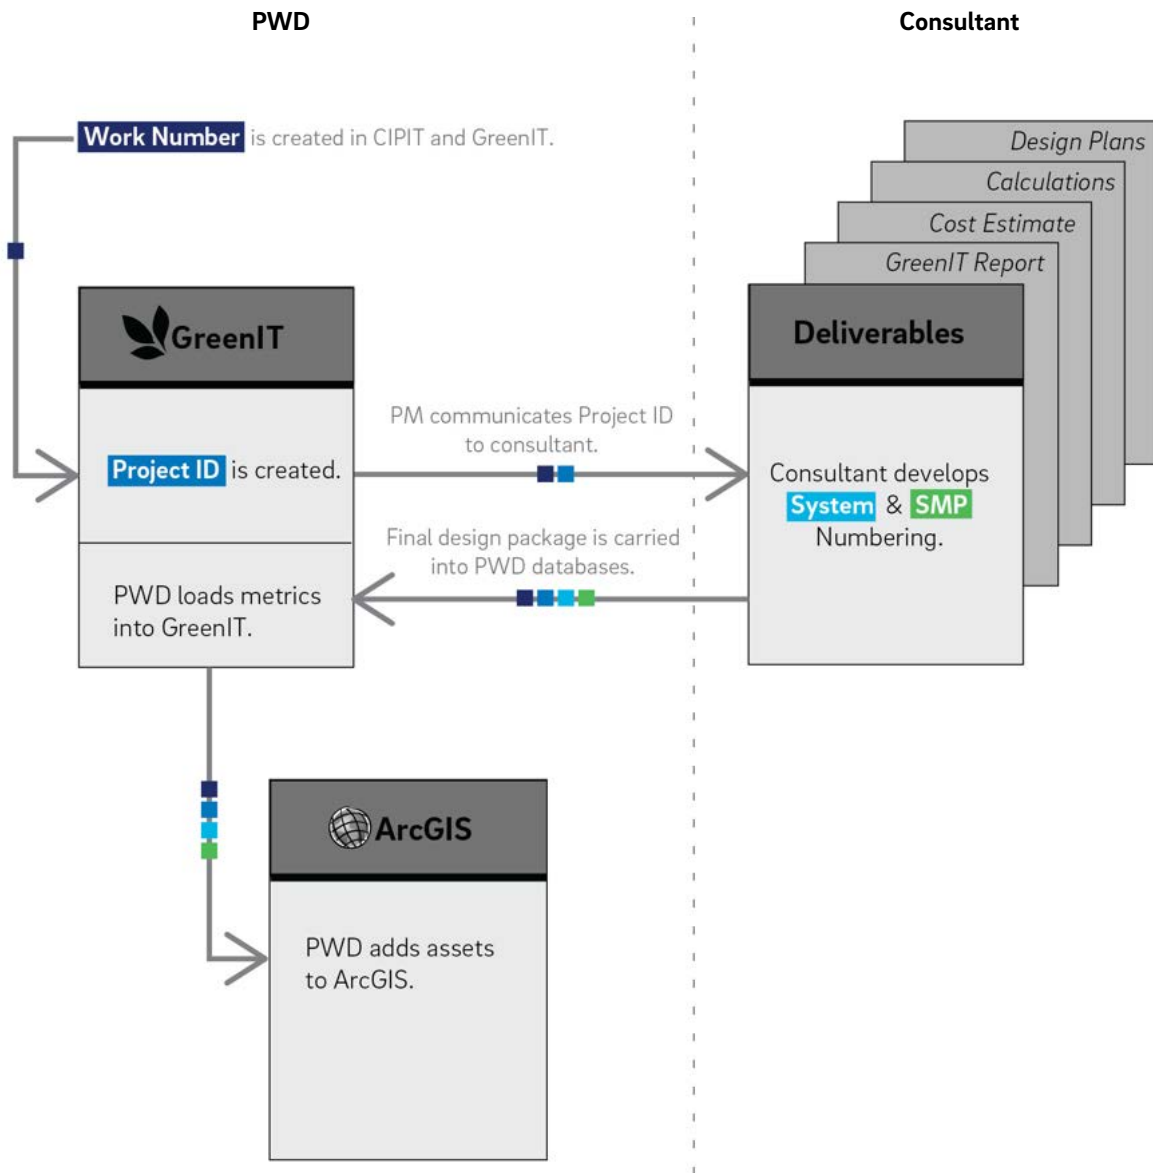 PWD
Consultant
Work Number is created in CIPIT and GreenIT.
Design Plans
Calculations
Cost Estimate
GreenIT Report
GreenIT
Deliverables
PM communicates Project ID
to consultant.
Project ID is created.
Consultant develops
System & SMP
Numbering.
Final design package is carried
into PWD databases.
PWD loads metrics
into GreenIT.
ArcGIS
PWD adds assets
to ArcGIS.